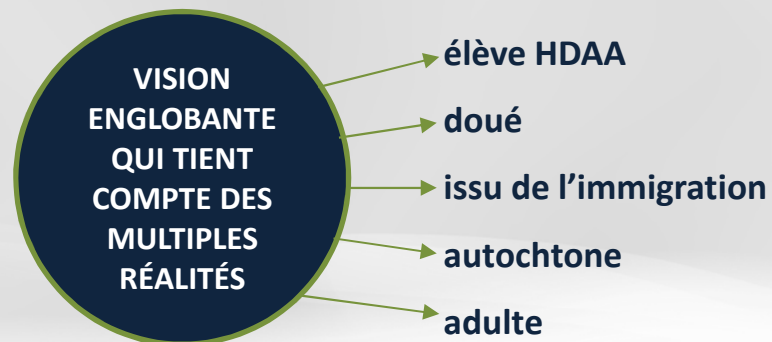 VISION
ENGLOBANTE
QUI TIENT
COMPTE DES
MULTIPLES
RÉALITÉS
élève HDAA
doué
issu de l’immigration
autochtone
adulte